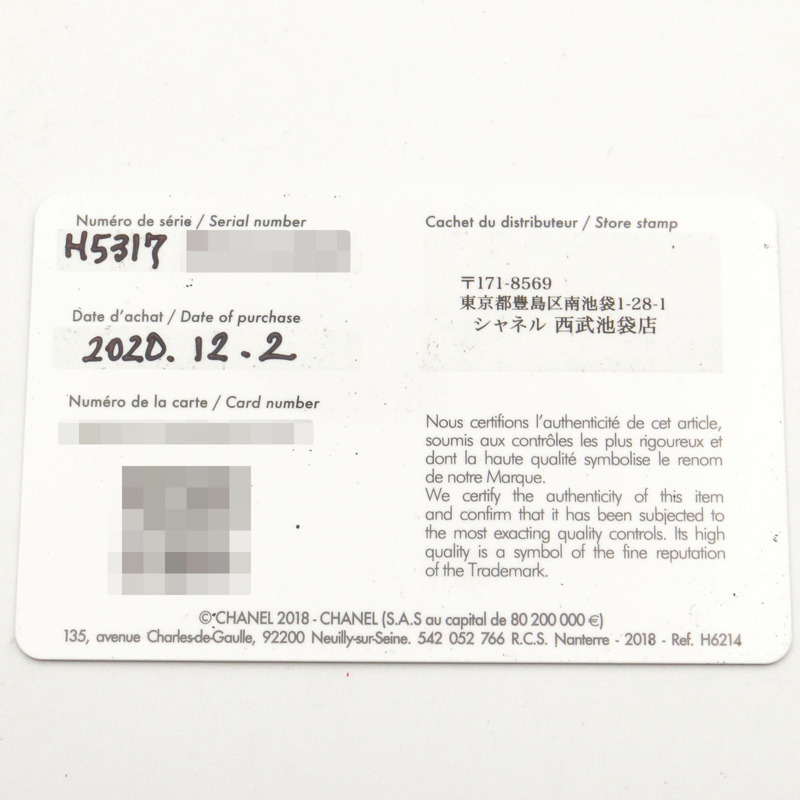 Numéro de série / Serial number
H5317
Date d'achat / Date of purchase
2020. 12. 2
Numéro de la carte / Card number
Cachet du distributeur / Store stamp
〒171-8569
東京都豊島区南池袋1-28-1
シャネル 西武池袋店
Nous certifions l'authenticité de cet article,
soumis aux contrôles les plus rigoureux et
dont la haute qualité symbolise le renom
de notre Marque.
We certify the authenticity of this item
and confirm that it has been subjected to
the most exacting quality controls. Its high
quality is a symbol of the fine reputation
of the Trademark.
©CHANEL 2018 - CHANEL (S.A.S au capital de 80 200 000 €)
135, avenue Charles-de-Gaulle, 92200 Neuilly-sur-Seine. 542 052 766 R.C.S. Nanterre - 2018 - Ref. H6214